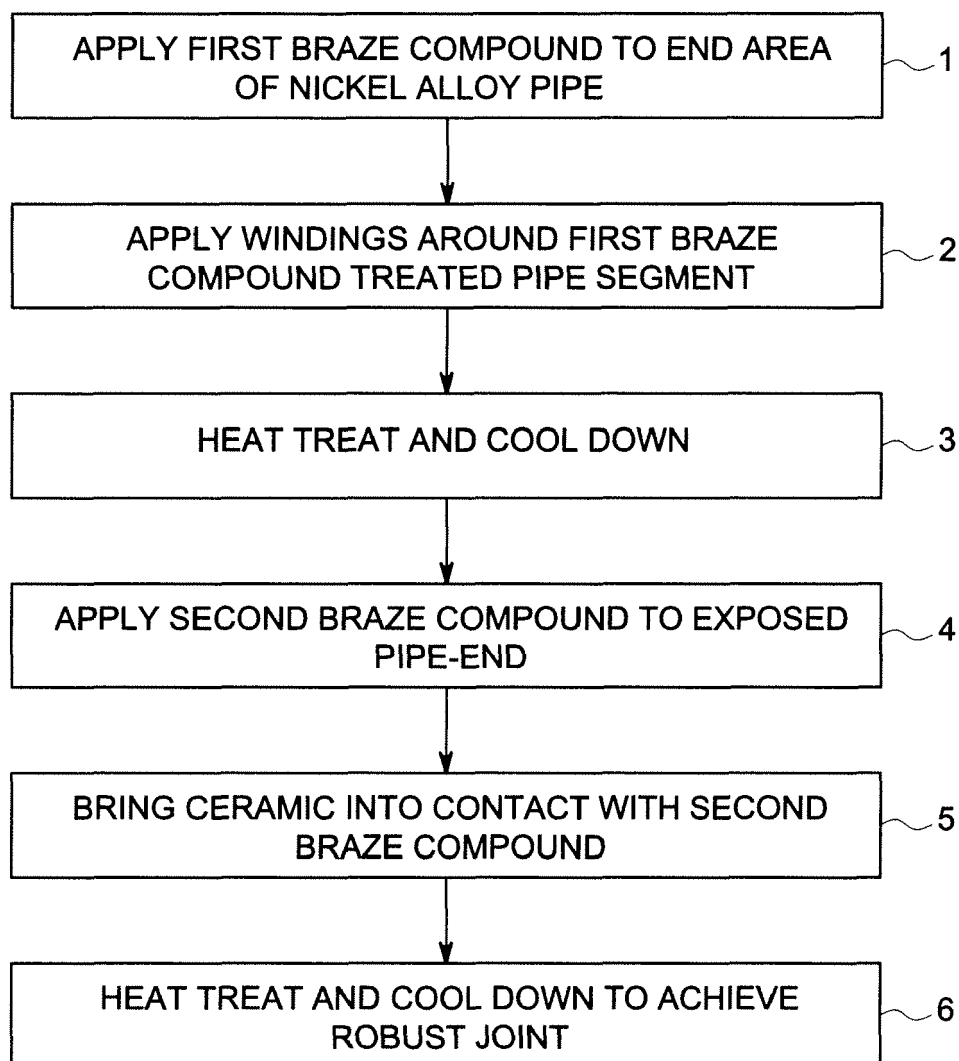 APPLY FIRST BRAZE COMPOUND TO END AREA
OF NICKEL ALLOY PIPE
1
APPLY WINDINGS AROUND FIRST BRAZE
COMPOUND TREATED PIPE SEGMENT
2
HEAT TREAT AND COOL DOWN
3
APPLY SECOND BRAZE COMPOUND TO EXPOSED
PIPE-END
4
BRING CERAMIC INTO CONTACT WITH SECOND
BRAZE COMPOUND
5
HEAT TREAT AND COOL DOWN TO ACHIEVE
ROBUST JOINT
6